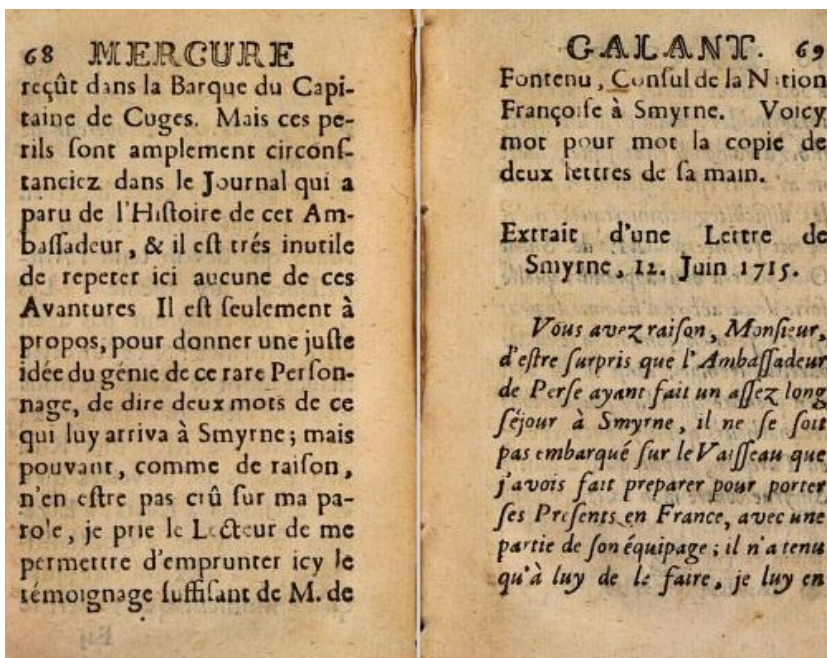 68 MERCURE
reçût dans la Barque du Capi-
taine de Cuges. Mais ces pe-
rils ſont amplement circonſ-
tanciez dans le Journal qui a
paru de l'Hiſtoire de cet Am-
baſſadeur, & il eſt trés inutile
de repeter ici aucune de ces
Avantures Il eſt ſeulement à
propos, pour donner une juſte
idée du génie de ce rare Perſon-
nage, de dire deux mots de ce
qui luy arriva à Smyrne; mais
pouvant, comme de raiſon,
n'en eſtre pas crû ſur ma pa-
role, je prie le Lecteur de me
permettre d'emprunter icy le
témoignage ſuffiſant de M. de
GALANT. 69
Fontenu, Conſul de la Nation
Françoiſe à Smyrne. Voicy
mot pour mot la copie de
deux lettres de ſa main.
Extrait d'une Lettre de
Smyrne, 12. Juin 1715.
Vous avez raiſon, Monſieur,
d'eſtre ſurpris que l'Ambaſſadeur
de Perſe ayant fait un aſſez long
ſéjour à Smyrne, il ne ſe ſoit
pas embarqué ſur le Vaiſſeau que
j'avois fait preparer pour porter
ſes Preſents en France, avec une
partie de ſon équipage; il n'a tenu
qu'à luy de le faire, je luy en